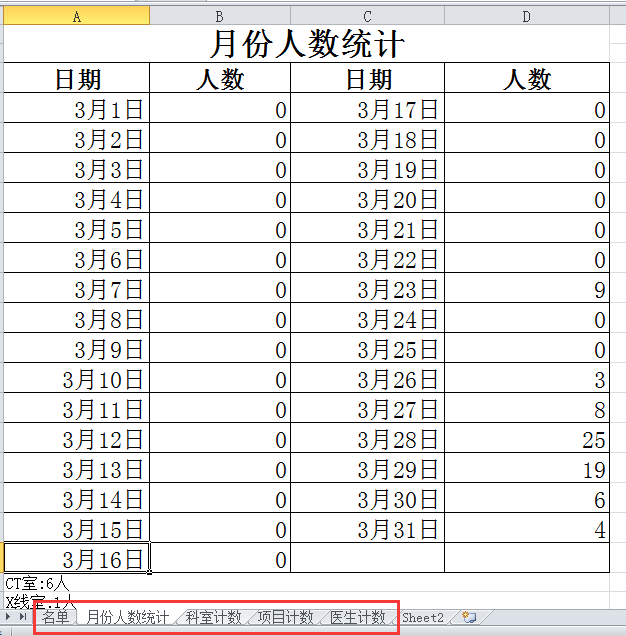 A B C D
月份人数统计
日期 人数 日期 人数
3月1日 0 3月17日 0
3月2日 0 3月18日 0
3月3日 0 3月19日 0
3月4日 0 3月20日 0
3月5日 0 3月21日 0
3月6日 0 3月22日 0
3月7日 0 3月23日 9
3月8日 0 3月24日 0
3月9日 0 3月25日 0
3月10日 0 3月26日 3
3月11日 0 3月27日 8
3月12日 0 3月28日 25
3月13日 0 3月29日 19
3月14日 0 3月30日 6
3月15日 0 3月31日 4
3月16日 0
CT室:6人
X线室:1人
名单 月份人数统计 科室计数 项目计数 医生计数 Sheet2